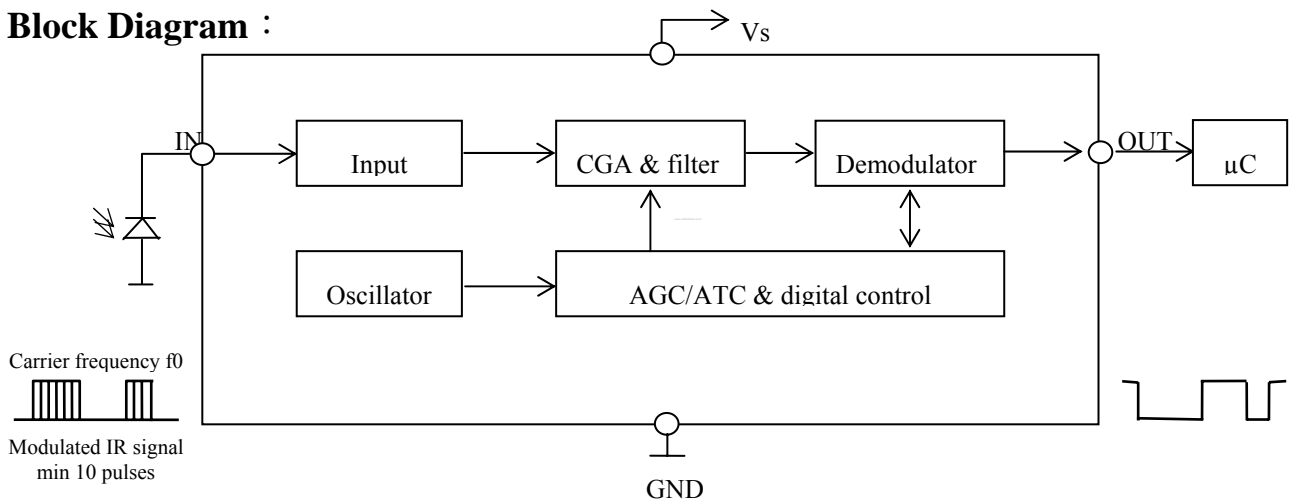 Block Diagram：
Vs
IN
Input
CGA & filter
Demodulator
OUT
µC
Oscillator
AGC/ATC & digital control
Carrier frequency f0
Modulated IR signal
min 10 pulses
GND